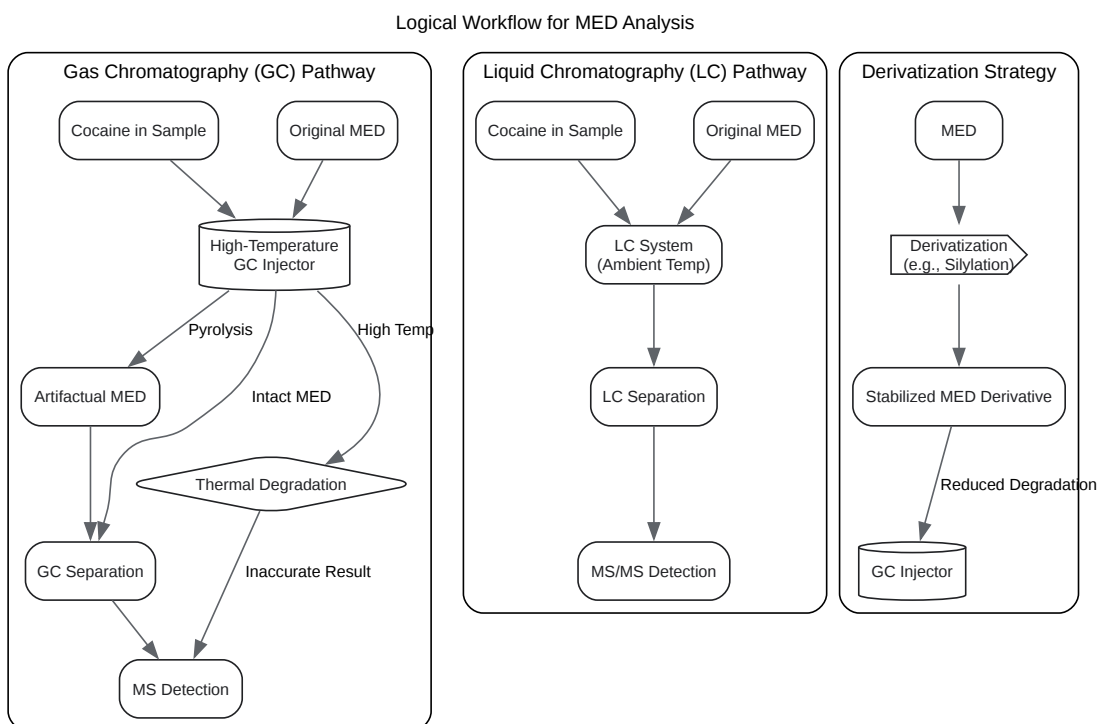 Logical Workflow for MED Analysis
Gas Chromatography (GC) Pathway
Cocaine in Sample
Original MED
High-Temperature
GC Injector
Pyrolysis
High Temp
Artifactual MED
Intact MED
Thermal Degradation
GC Separation
Inaccurate Result
MS Detection
Liquid Chromatography (LC) Pathway
Cocaine in Sample
Original MED
LC System
(Ambient Temp)
LC Separation
MS/MS Detection
Derivatization Strategy
MED
Derivatization
(e.g., Silylation)
Stabilized MED Derivative
Reduced Degradation
GC Injector